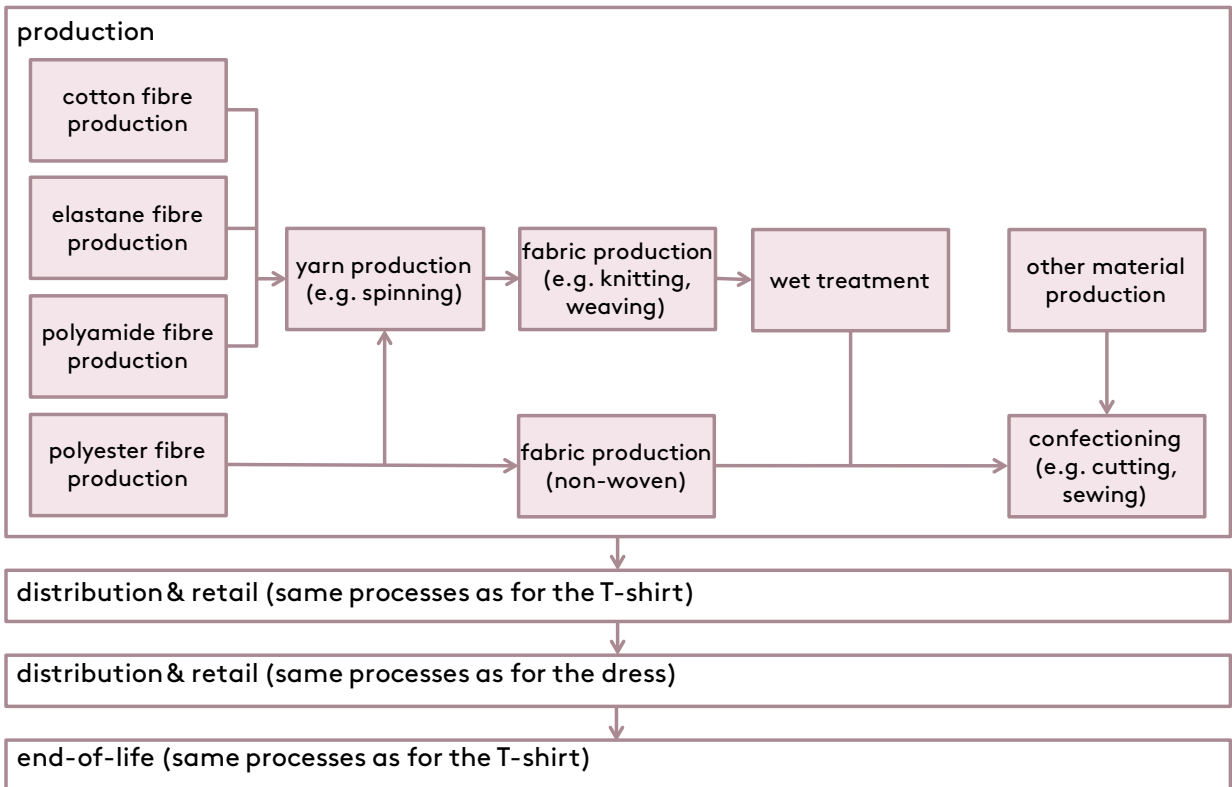 production
cotton fibre
production
elastane fibre
production
polyamide fibre
production
polyester fibre
production
yarn production
(e.g. spinning)
fabric production
(e.g. knitting,
weaving)
wet treatment
other material
production
fabric production
(non-woven)
confectioning
(e.g. cutting,
sewing)
distribution & retail (same processes as for the T-shirt)
distribution & retail (same processes as for the dress)
end-of-life (same processes as for the T-shirt)